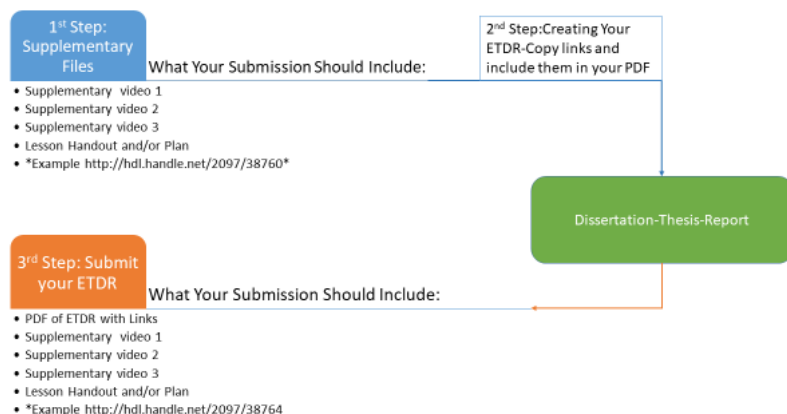 1st Step:
Supplementary
Files
What Your Submission Should Include:
2nd Step:Creating Your
ETDR-Copy links and
include them in your PDF
• Supplementary video 1
• Supplementary video 2
• Supplementary video 3
• Lesson Handout and/or Plan
• *Example http://hdl.handle.net/2097/38760*
Dissertation-Thesis-Report
3rd Step: Submit
your ETDR
What Your Submission Should Include:
• PDF of ETDR with Links
• Supplementary video 1
• Supplementary video 2
• Supplementary video 3
• Lesson Handout and/or Plan
• *Example http://hdl.handle.net/2097/38764